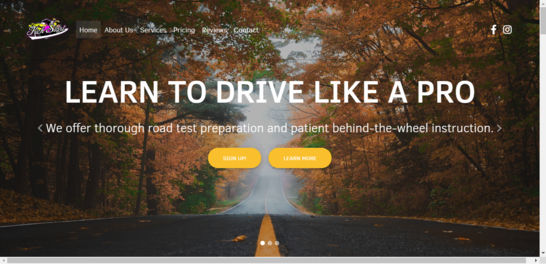 Home About Us Services Pricing Reviews Contact
LEARN TO DRIVE LIKE A PRO
We offer thorough road test preparation and patient behind-the-wheel instruction.
SIGN UP! LEARN MORE